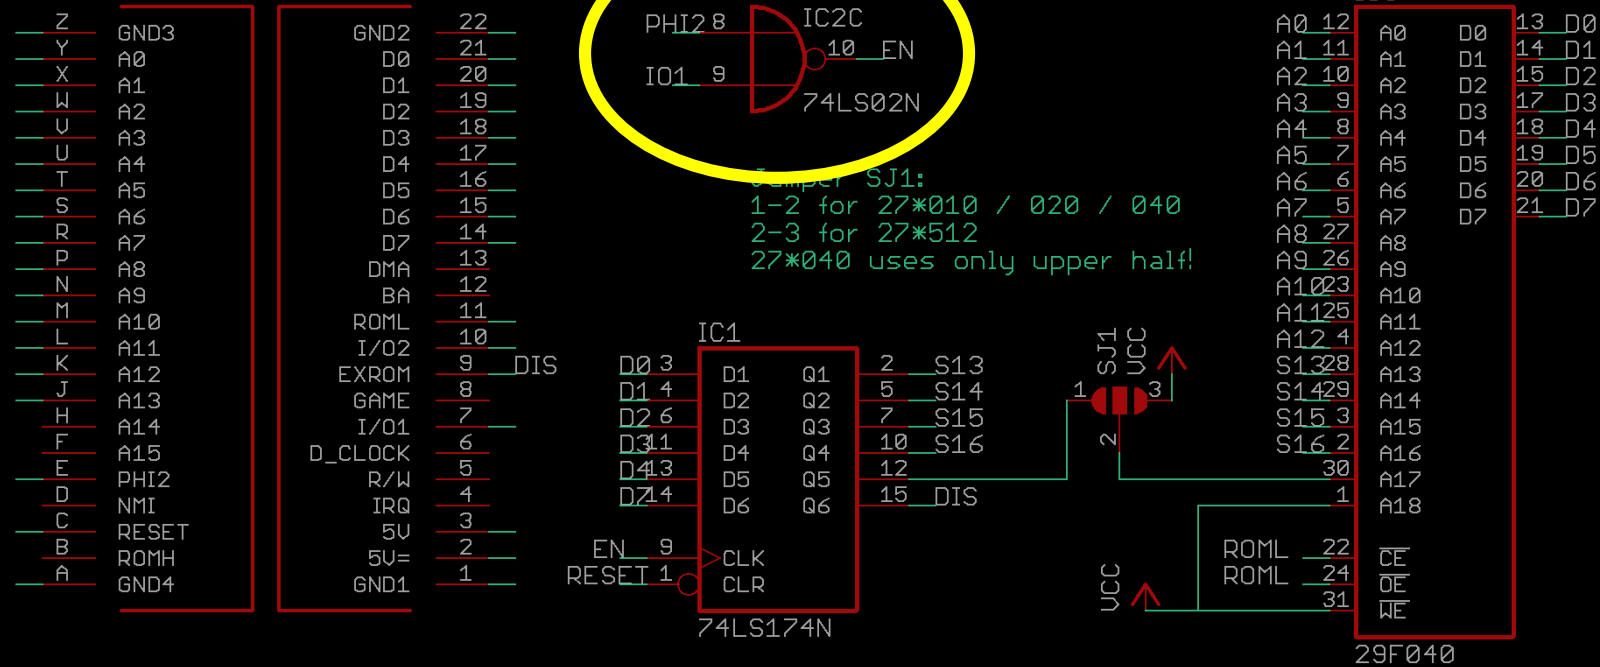 Z GND3
Y A0
X A1
W A2
V A3
U A4
T A5
S A6
R A7
P A8
N A9
M A10
L A11
K A12
J A13
H A14
F A15
E PHI2
D NMI
C RESET
B ROMH
A GND4
GND2 22
D0 21
D1 20
D2 19
D3 18
D4 17
D5 16
D6 15
D7 14
DMA 13
BA 12
ROML 11
I/O2 10
EXROM 9 DIS
GAME 8
I/O1 7
D_CLOCK 6
R/W 5
IRQ 4
5V 3
5V= 2
GND1 1
PHI2 8 IC2C
10 EN
IO1 9
74LS02N
Jumper SJ1:
1-2 for 27*010 / 020 / 040
2-3 for 27*512
27*040 uses only upper half!
IC1
D0 3 D1 Q1 2 S13
D1 4 D2 Q2 5 S14
D2 6 D3 Q3 7 S15
D3 11 D4 Q4 10 S16
D4 13 D5 Q5 12
D7 14 D6 Q6 15 DIS
EN 9 CLK
RESET 1 CLR
74LS174N
SJ1
VCC
1 3
2
A0 12 A0 D0 13 D0
A1 11 A1 D1 14 D1
A2 10 A2 D2 15 D2
A3 9 A3 D3 17 D3
A4 8 A4 D4 18 D4
A5 7 A5 D5 19 D5
A6 6 A6 D6 20 D6
A7 5 A7 D7 21 D7
A8 27 A8
A9 26 A9
A10 23 A10
A11 25 A11
A12 4 A12
S13 28 A13
S14 29 A14
S15 3 A15
S16 2 A16
30 A17
1 A18
ROML 22 CE
ROML 24 OE
VCC 31 WE
29F040